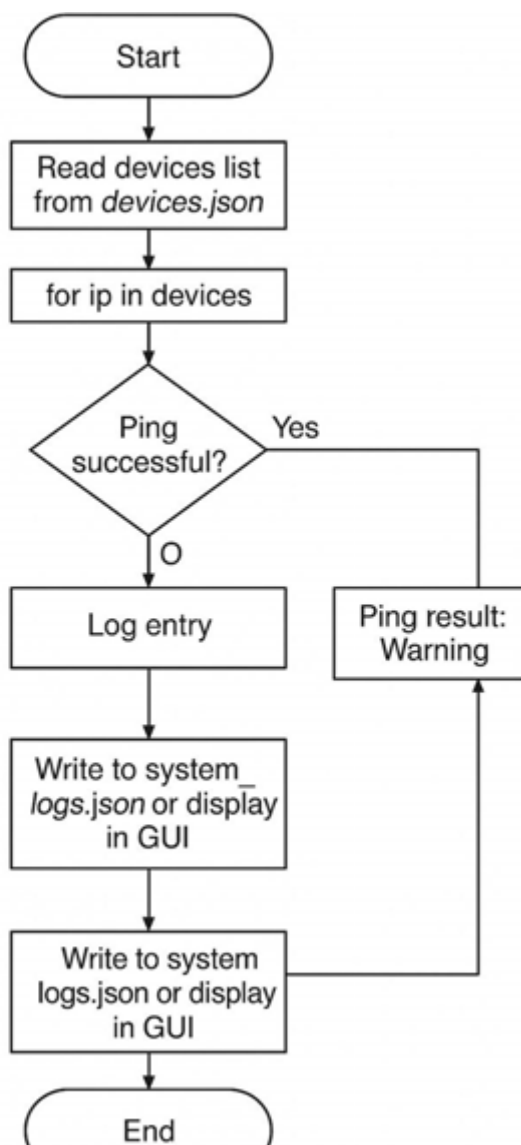 Start
Read devices list
from devices.json
for ip in devices
Ping
successful?
Yes
O
Log entry
Ping result:
Warning
Write to system_
logs.json or display
in GUI
Write to system
logs.json or display
in GUI
End